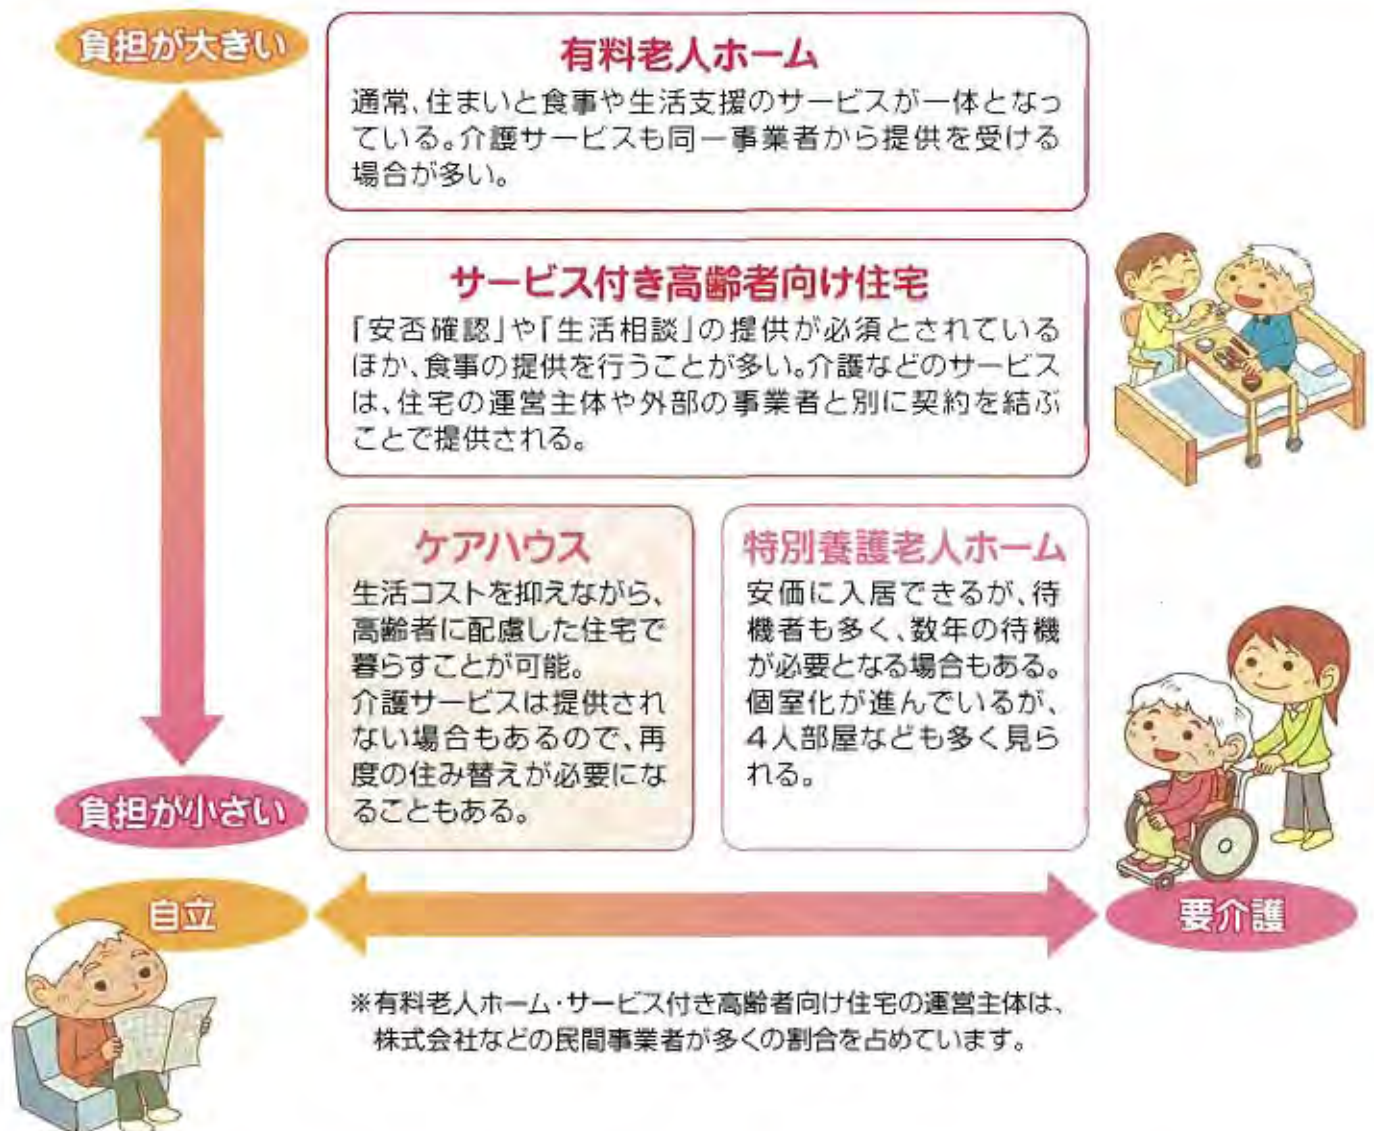 負担が大きい
有料老人ホーム
通常、住まいと食事や生活支援のサービスが一体となっ
ている。介護サービスも同一事業者から提供を受ける
場合が多い。
サービス付き高齢者向け住宅
「安否確認」や「生活相談」の提供が必須とされている
ほか、食事の提供を行うことが多い。介護などのサービス
は、住宅の運営主体や外部の事業者と別に契約を結ぶ
ことで提供される。
ケアハウス
生活コストを抑えながら、
高齢者に配慮した住宅で
暮らすことが可能。
介護サービスは提供され
ない場合もあるので、再
度の住み替えが必要にな
ることもある。
特別養護老人ホーム
安価に入居できるが、待
機者も多く、数年の待機
が必要となる場合もある。
個室化が進んでいるが、
4人部屋なども多く見ら
れる。
負担が小さい
自立
要介護
※有料老人ホーム・サービス付き高齢者向け住宅の運営主体は、
株式会社などの民間事業者が多くの割合を占めています。